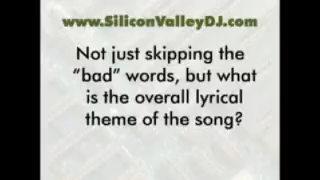 www.SiliconValleyDJ.com
Not just skipping the
“bad” words, but what
is the overall lyrical
theme of the song?